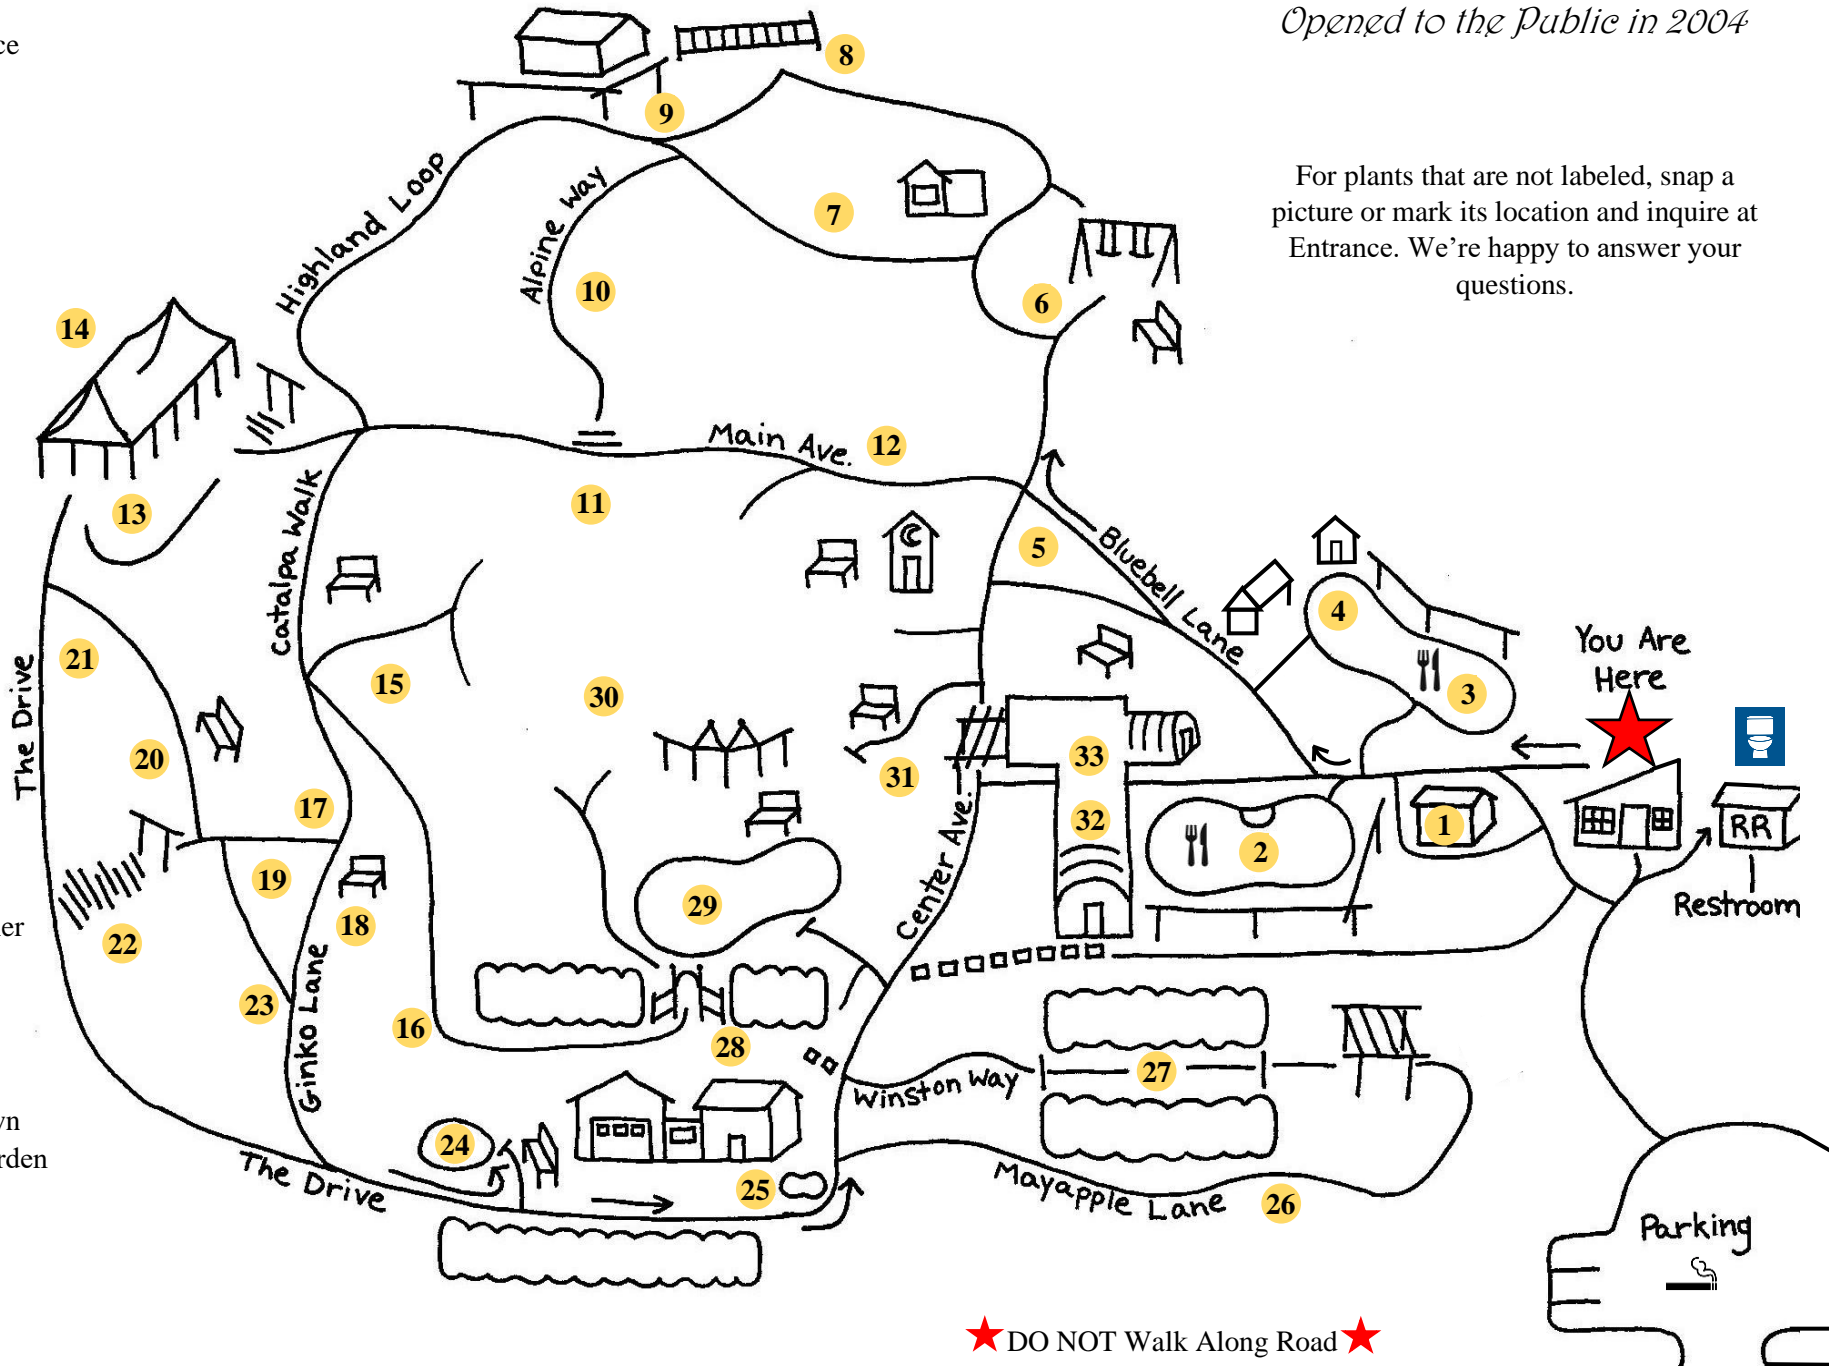 Opened to the Public in 2004
For plants that are not labeled, snap a
picture or mark its location and inquire at
Entrance. We're happy to answer your
questions.
8
9
Highland Loop
Alpine Way
7
10
6
14
Main Ave.
12
11
13
Catalpa Walk
5
Bluebell Lane
4
You Are
Here
3
21
15
30
The Drive
20
31
33
17
32
1
2
RR
Restroom
19
18
29
Center Ave.
22
23
Ginko Lane
16
28
27
Winston Way
24
25
The Drive
Mayapple Lane
26
Parking
DO NOT Walk Along Road